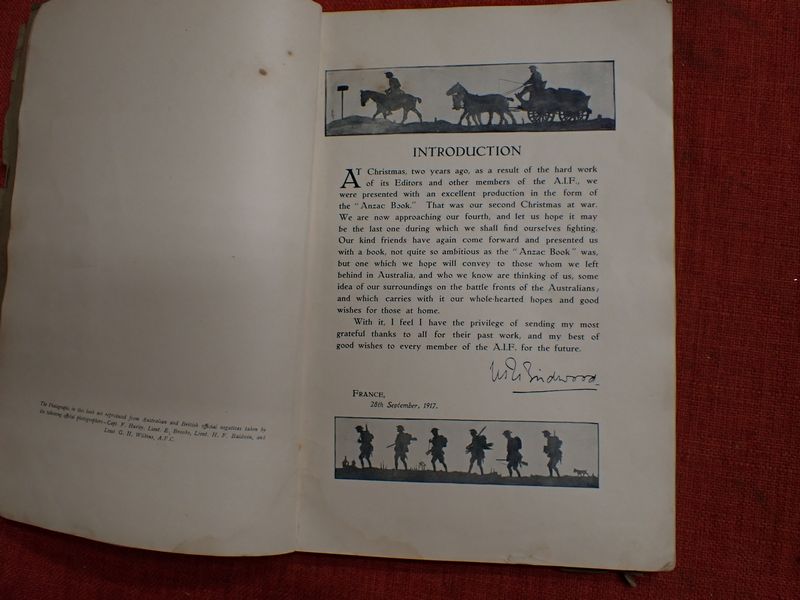 The Photographs in this book are reproduced from Australian and British official negatives taken by
the following official photographers—Capt. F. Hurley, Lieut. E. Brooke, Lieut. H. F. Baldwin, and
Lieut. G. H. Wilkins, A.F.C.
INTRODUCTION
AT Christmas, two years ago, as a result of the hard work
of its Editors and other members of the A.I.F., we
were presented with an excellent production in the form of
the "Anzac Book." That was our second Christmas at war.
We are now approaching our fourth, and let us hope it may
be the last one during which we shall find ourselves fighting.
Our kind friends have again come forward and presented us
with a book, not quite so ambitious as the "Anzac Book" was,
but one which we hope will convey to those whom we left
behind in Australia, and who we know are thinking of us, some
idea of our surroundings on the battle fronts of the Australians,
and which carries with it our whole-hearted hopes and good
wishes for those at home.
With it, I feel I have the privilege of sending my most
grateful thanks to all for their past work, and my best of
good wishes to every member of the A.I.F. for the future.
W R Birdwood
FRANCE,
28th September, 1917.